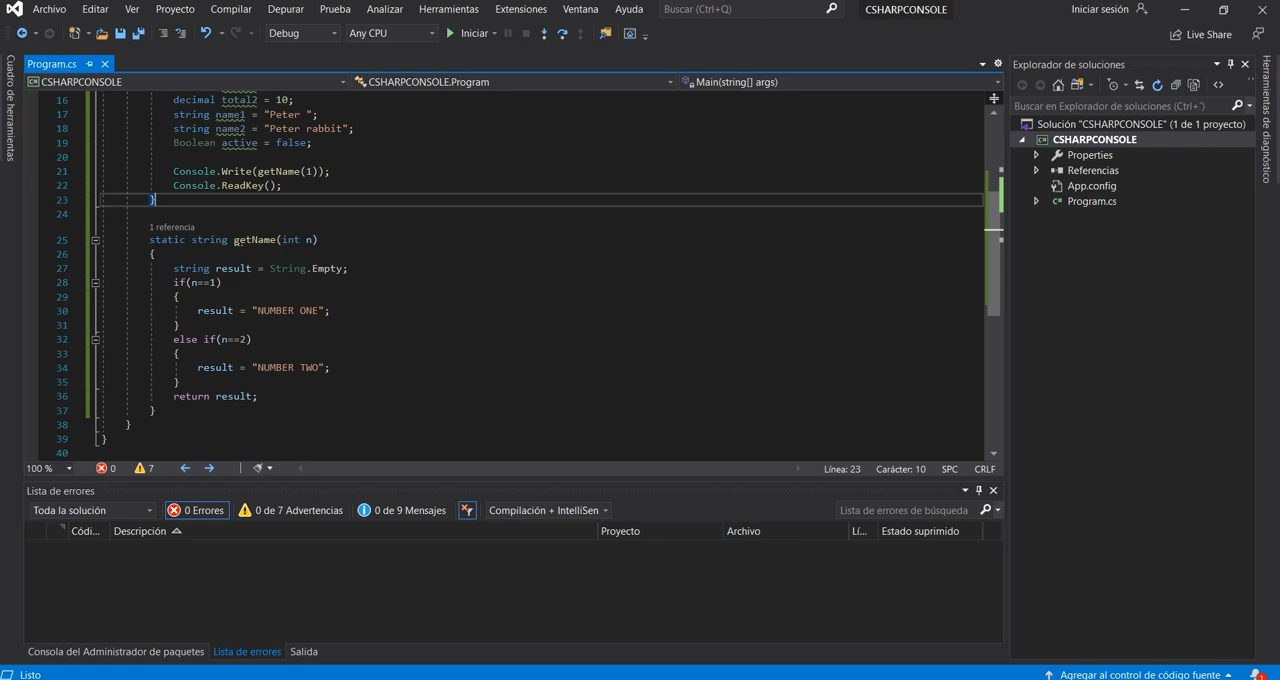 Archivo Editar Ver Proyecto Compilar Depurar Prueba Analizar Herramientas Extensiones Ventana Ayuda Buscar (Ctrl+Q) CSHARPCONSOLE Iniciar sesión
Debug Any CPU Iniciar Live Share
Cuadro de herramientas
Program.cs
CSHARPCONSOLE CSHARPCONSOLE.Program Main(string[] args)
16 decimal total2 = 10;
17 string name1 = "Peter ";
18 string name2 = "Peter rabbit";
19 Boolean active = false;
20
21 Console.Write(getName(1));
22 Console.ReadKey();
23 }
24
1 referencia
25 static string getName(int n)
26 {
27 string result = String.Empty;
28 if(n==1)
29 {
30 result = "NUMBER ONE";
31 }
32 else if(n==2)
33 {
34 result = "NUMBER TWO";
35 }
36 return result;
37 }
38 }
39 }
40
100 % 0 7 Línea: 23 Carácter: 10 SPC CRLF
Lista de errores
Toda la solución 0 Errores 0 de 7 Advertencias 0 de 9 Mensajes Compilación + IntelliSen Lista de errores de búsqueda
Códi... Descripción Proyecto Archivo Lí... Estado suprimido
Consola del Administrador de paquetes Lista de errores Salida
Explorador de soluciones
Buscar en Explorador de soluciones (Ctrl+´)
Solución "CSHARPCONSOLE" (1 de 1 proyecto)
CSHARPCONSOLE
Properties
Referencias
App.config
Program.cs
Herramientas de diagnóstico
Listo Agregar al control de código fuente 1